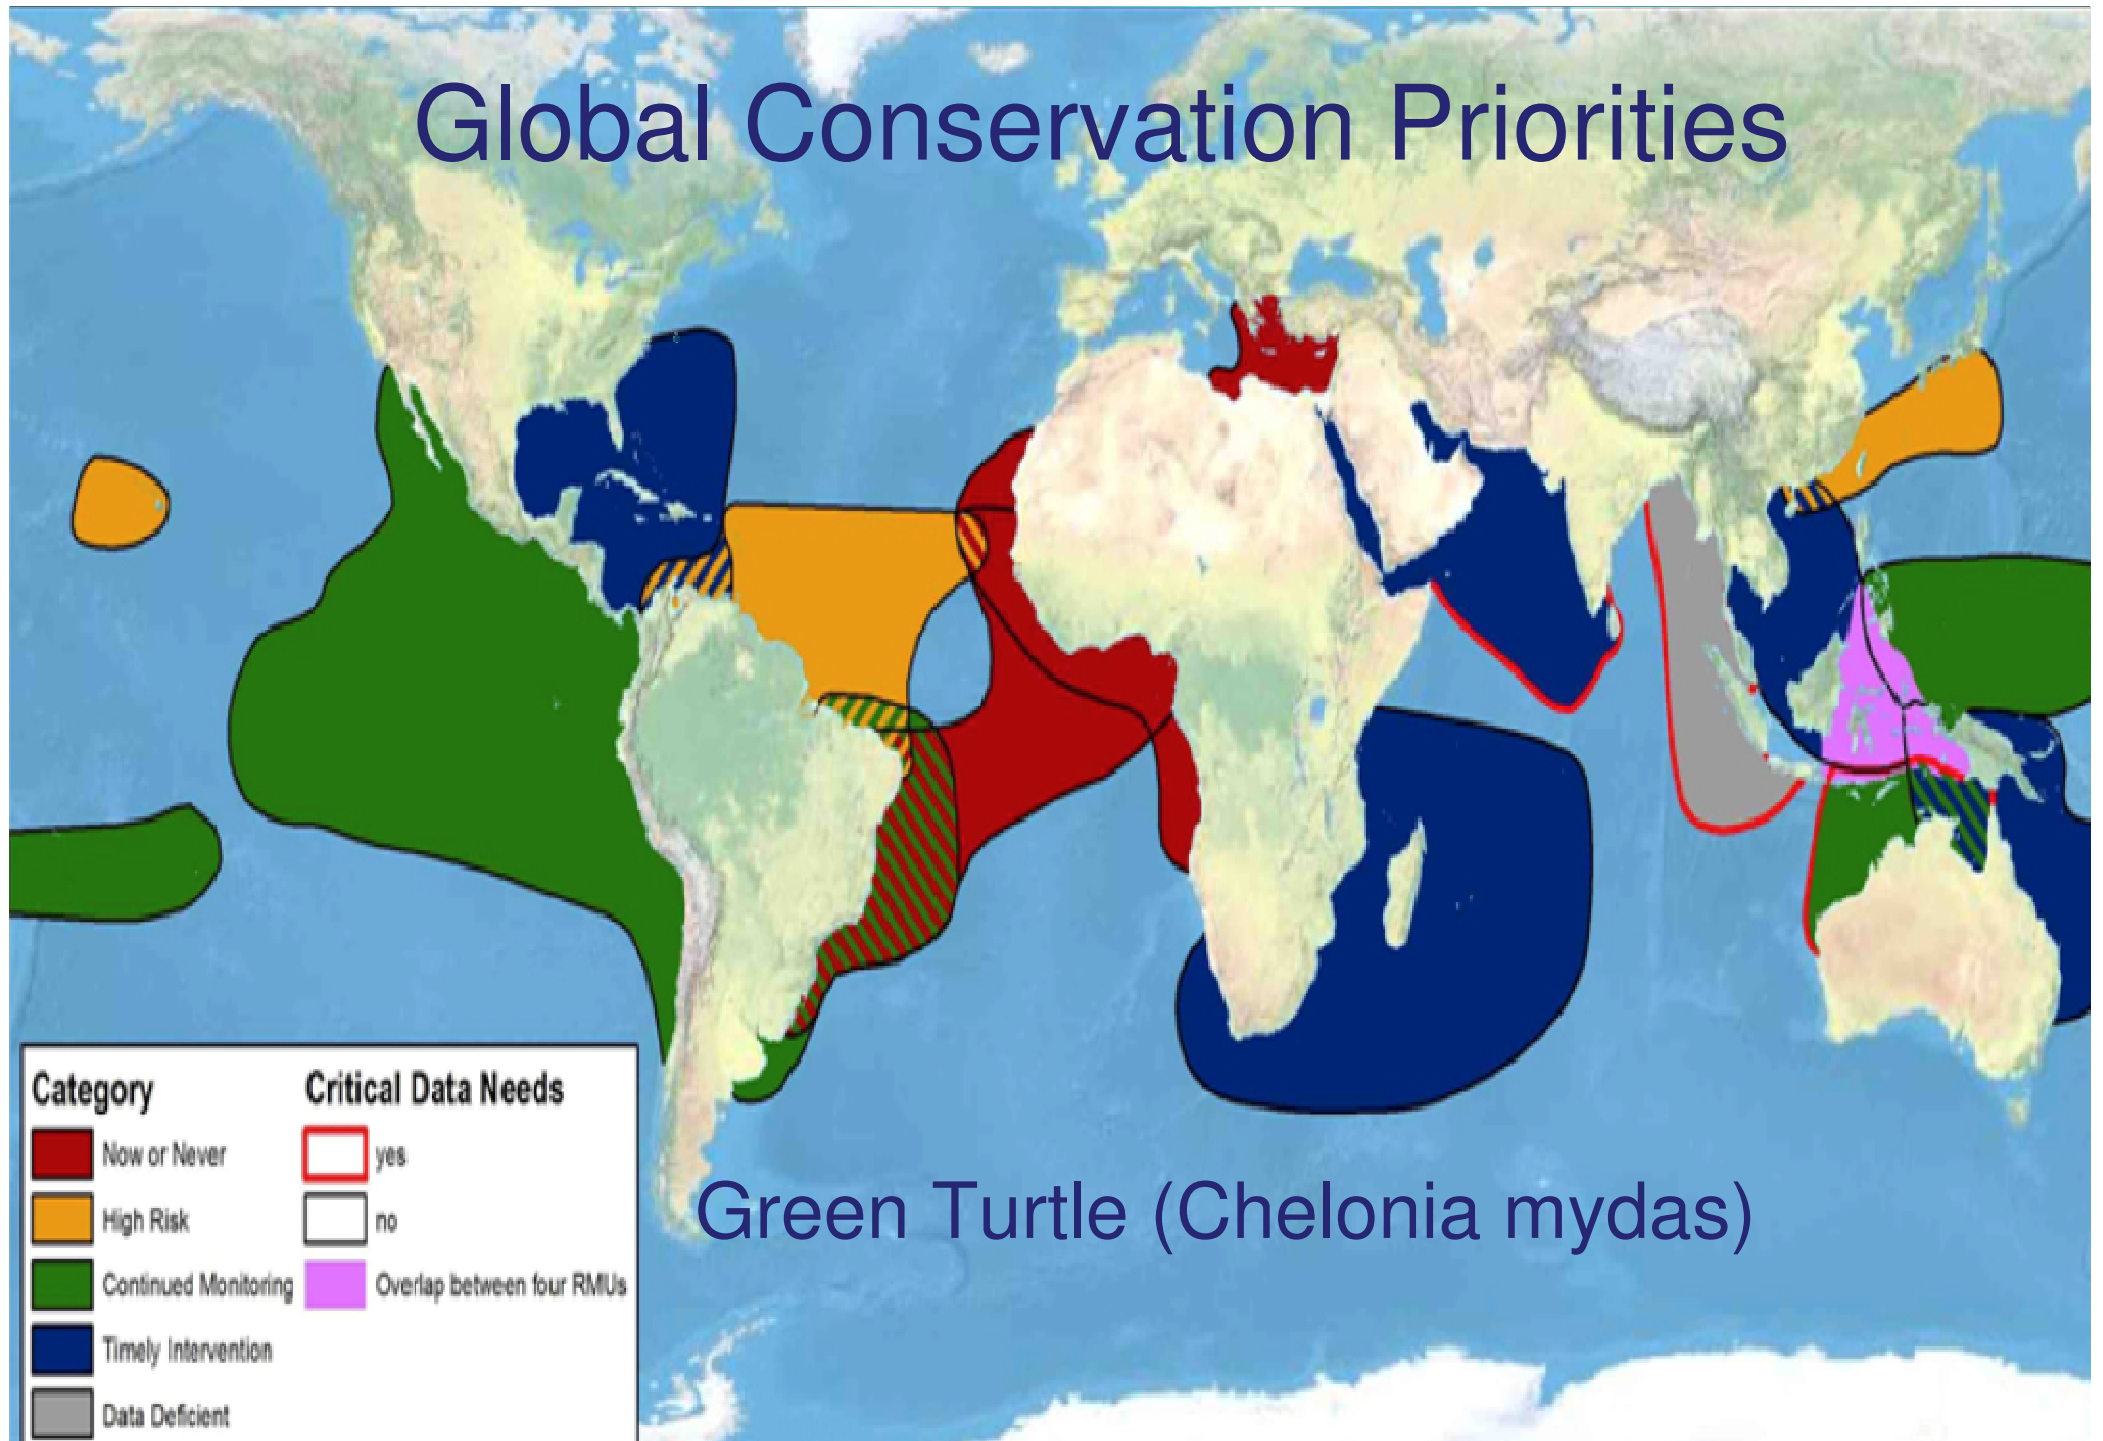 Global Conservation Priorities
Green Turtle (Chelonia mydas)
Category
Now or Never
High Risk
Continued Monitoring
Timely Intervention
Data Deficient
Critical Data Needs
yes
no
Overlap between four RMUs